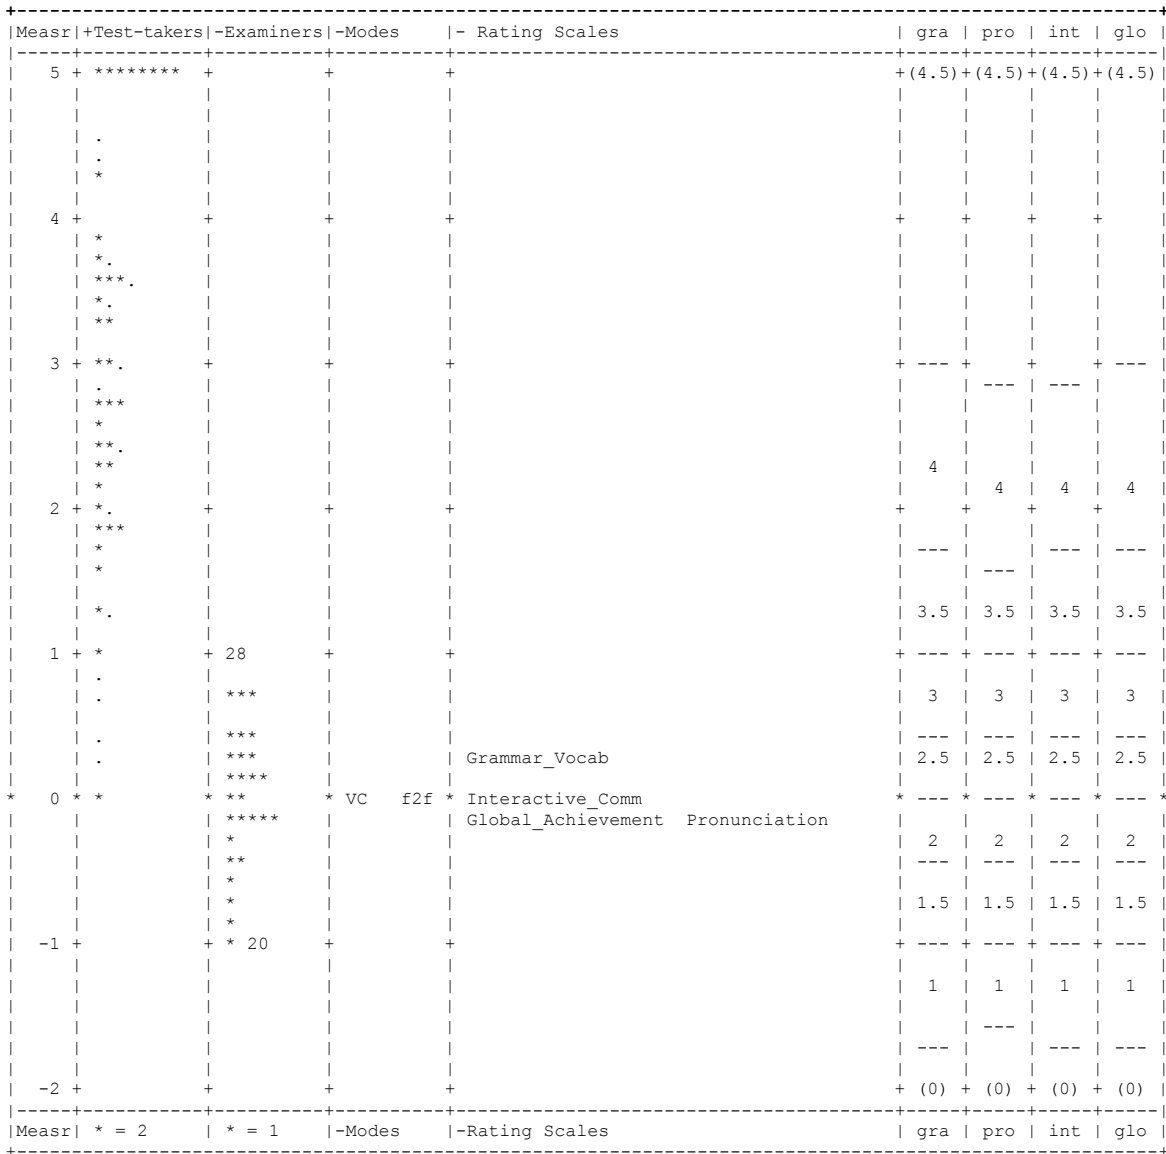 +-----------------------------------------------------------------------------------------------------------+
|Measr|+Test-takers|-Examiners|-Modes    |- Rating Scales                          | gra | pro | int | glo |
|-----+-----------+-----------+-----------+-------------------------------------------+-----+-----+-----+-----|
|   5 + ********  +           +           +                                           +(4.5)+(4.5)+(4.5)+(4.5)|
|     |           |           |           |                                           |     |     |     |     |
|     |           |           |           |                                           |     |     |     |     |
|     | .         |           |           |                                           |     |     |     |     |
|     | .         |           |           |                                           |     |     |     |     |
|     | *         |           |           |                                           |     |     |     |     |
|     |           |           |           |                                           |     |     |     |     |
|   4 +           +           +           +                                           +     +     +     +     |
|     | *         |           |           |                                           |     |     |     |     |
|     | *.        |           |           |                                           |     |     |     |     |
|     | ***.      |           |           |                                           |     |     |     |     |
|     | *.        |           |           |                                           |     |     |     |     |
|     | **        |           |           |                                           |     |     |     |     |
|     |           |           |           |                                           |     |     |     |     |
|   3 + **.       +           +           +                                           + --- +     +     + --- |
|     | .         |           |           |                                           |     | --- | --- |     |
|     | ***       |           |           |                                           |     |     |     |     |
|     | *         |           |           |                                           |     |     |     |     |
|     | **.       |           |           |                                           |     |     |     |     |
|     | **        |           |           |                                           |  4  |     |     |     |
|     | *         |           |           |                                           |     |  4  |  4  |  4  |
|   2 + *.        +           +           +                                           +     +     +     +     |
|     | ***       |           |           |                                           |     |     |     |     |
|     | *         |           |           |                                           | --- |     | --- | --- |
|     | *         |           |           |                                           |     | --- |     |     |
|     |           |           |           |                                           |     |     |     |     |
|     | *.        |           |           |                                           | 3.5 | 3.5 | 3.5 | 3.5 |
|     |           |           |           |                                           |     |     |     |     |
|   1 + *         + 28        +           +                                           + --- + --- + --- + --- |
|     | .         |           |           |                                           |     |     |     |     |
|     | .         | ***       |           |                                           |  3  |  3  |  3  |  3  |
|     |           |           |           |                                           |     |     |     |     |
|     | .         | ***       |           |                                           | --- | --- | --- | --- |
|     | .         | ***       |           | Grammar_Vocab                             | 2.5 | 2.5 | 2.5 | 2.5 |
|     |           | ****      |           |                                           |     |     |     |     |
*   0 * *         * **        * VC   f2f  * Interactive_Comm                          * --- * --- * --- * --- *
|     |           | *****     |           | Global_Achievement  Pronunciation         |     |     |     |     |
|     |           | *         |           |                                           |  2  |  2  |  2  |  2  |
|     |           | **        |           |                                           | --- | --- | --- | --- |
|     |           | *         |           |                                           |     |     |     |     |
|     |           | *         |           |                                           | 1.5 | 1.5 | 1.5 | 1.5 |
|     |           | *         |           |                                           |     |     |     |     |
|  -1 +           + * 20      +           +                                           + --- + --- + --- + --- |
|     |           |           |           |                                           |     |     |     |     |
|     |           |           |           |                                           |  1  |  1  |  1  |  1  |
|     |           |           |           |                                           |     |     |     |     |
|     |           |           |           |                                           |     | --- |     |     |
|     |           |           |           |                                           | --- |     | --- | --- |
|     |           |           |           |                                           |     |     |     |     |
|  -2 +           +           +           +                                           + (0) + (0) + (0) + (0) |
|-----+-----------+-----------+-----------+-------------------------------------------+-----+-----+-----+-----|
|Measr| * = 2     | * = 1     |-Modes     |-Rating Scales                             | gra | pro | int | glo |
+-----------------------------------------------------------------------------------------------------------+